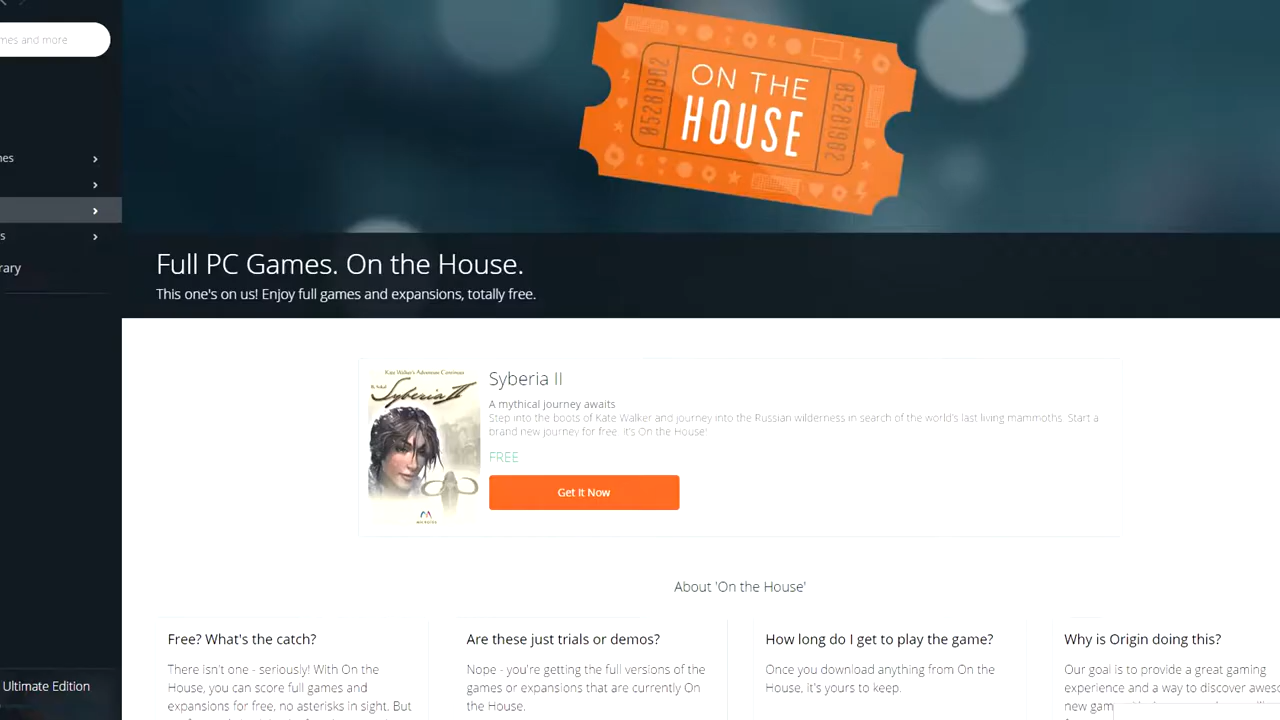 mes and more
ON THE
HOUSE
05281982
05281982
nes
s
rary
Full PC Games. On the House.
This one's on us! Enjoy full games and expansions, totally free.
Kate Walker's Adventure Continues
Syberia II
Syberia II
A mythical journey awaits
Step into the boots of Kate Walker and journey into the Russian wilderness in search of the world's last living mammoths. Start a
brand new journey for free. It's On the House!
FREE
Get It Now
About 'On the House'
Free? What's the catch?
There isn't one - seriously! With On the
House, you can score full games and
expansions for free, no asterisks in sight. But
Are these just trials or demos?
Nope - you're getting the full versions of the
games or expansions that are currently On
the House.
How long do I get to play the game?
Once you download anything from On the
House, it's yours to keep.
Why is Origin doing this?
Our goal is to provide a great gaming
experience and a way to discover awes
new gam
Ultimate Edition